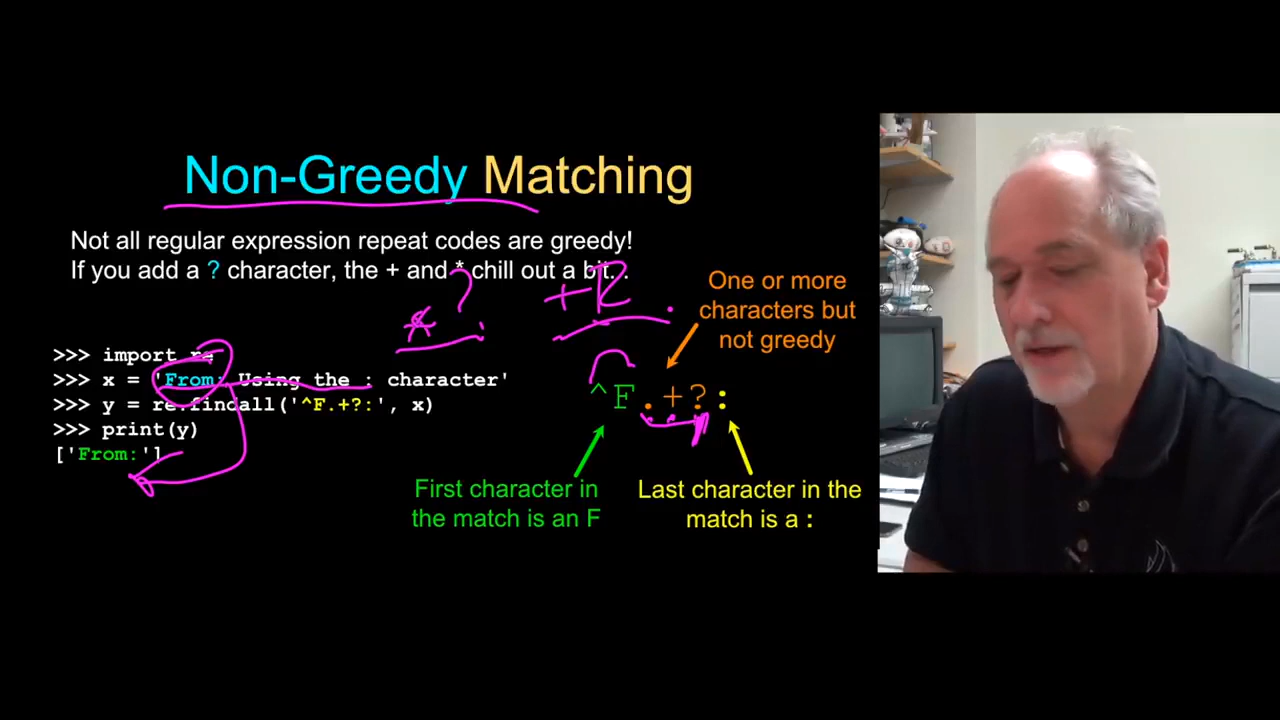 Non-Greedy Matching
Not all regular expression repeat codes are greedy!
If you add a ? character, the + and * chill out a bit...
*?
+?
One or more
characters but
not greedy
>>> import re
>>> x = 'From: Using the : character'
>>> y = re.findall('^F.+?:', x)
>>> print(y)
['From:']
^F.+?:
First character in
the match is an F
Last character in the
match is a :